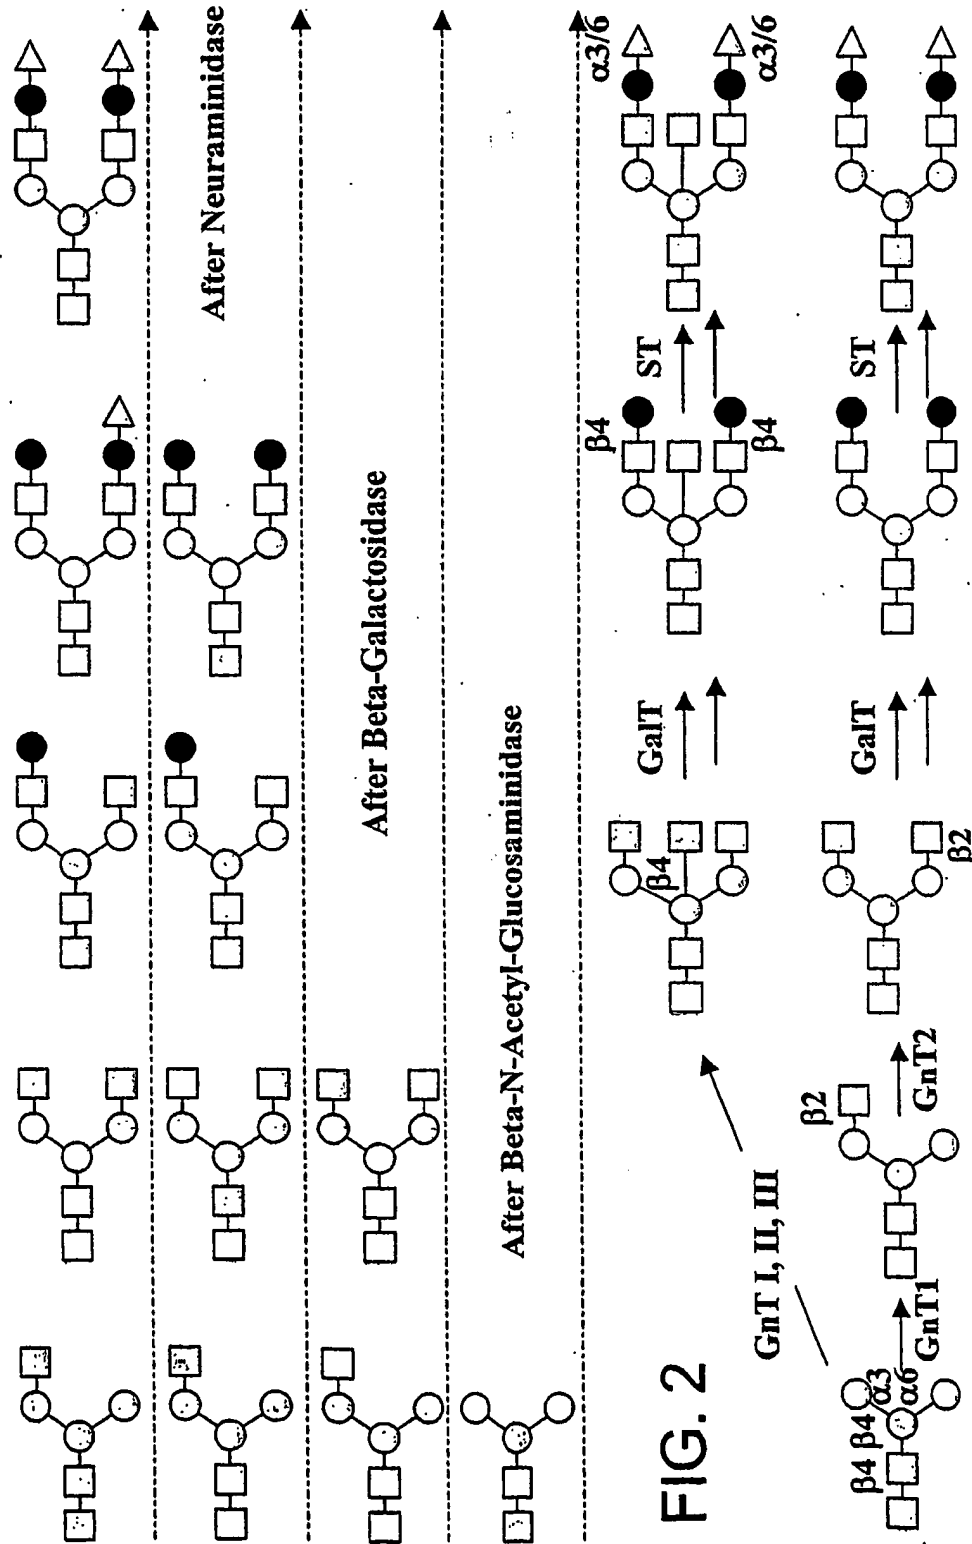 After Neuraminidase
After Beta-Galactosidase
After Beta-N-Acetyl-Glucosaminidase
FIG. 2
GnT I, II, III
β4
GalT
β4
β4
ST
α3/6
α3/6
β4 β4
α3
α6
GnT1
β2
GnT2
β2
GalT
ST